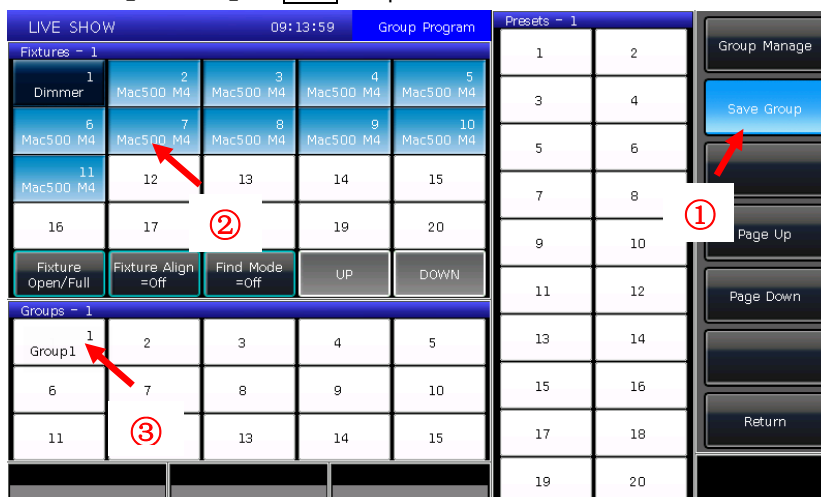 LIVE SHOW 09:13:59 Group Program
Fixtures - 1
1 Dimmer
2 Mac500 M4
3 Mac500 M4
4 Mac500 M4
5 Mac500 M4
6 Mac500 M4
7 Mac500 M4
8 Mac500 M4
9 Mac500 M4
10 Mac500 M4
11 Mac500 M4
12
13
14
15
16
17
19
20
Fixture Open/Full
Fixture Align =Off
Find Mode =Off
UP
DOWN
②
Groups - 1
1 Group1
2
3
4
5
6
7
8
9
10
11
13
14
15
③
Presets - 1
1
2
3
4
5
6
7
8
9
10
11
12
13
14
15
16
17
18
19
20
Group Manage
Save Group
①
Page Up
Page Down
Return